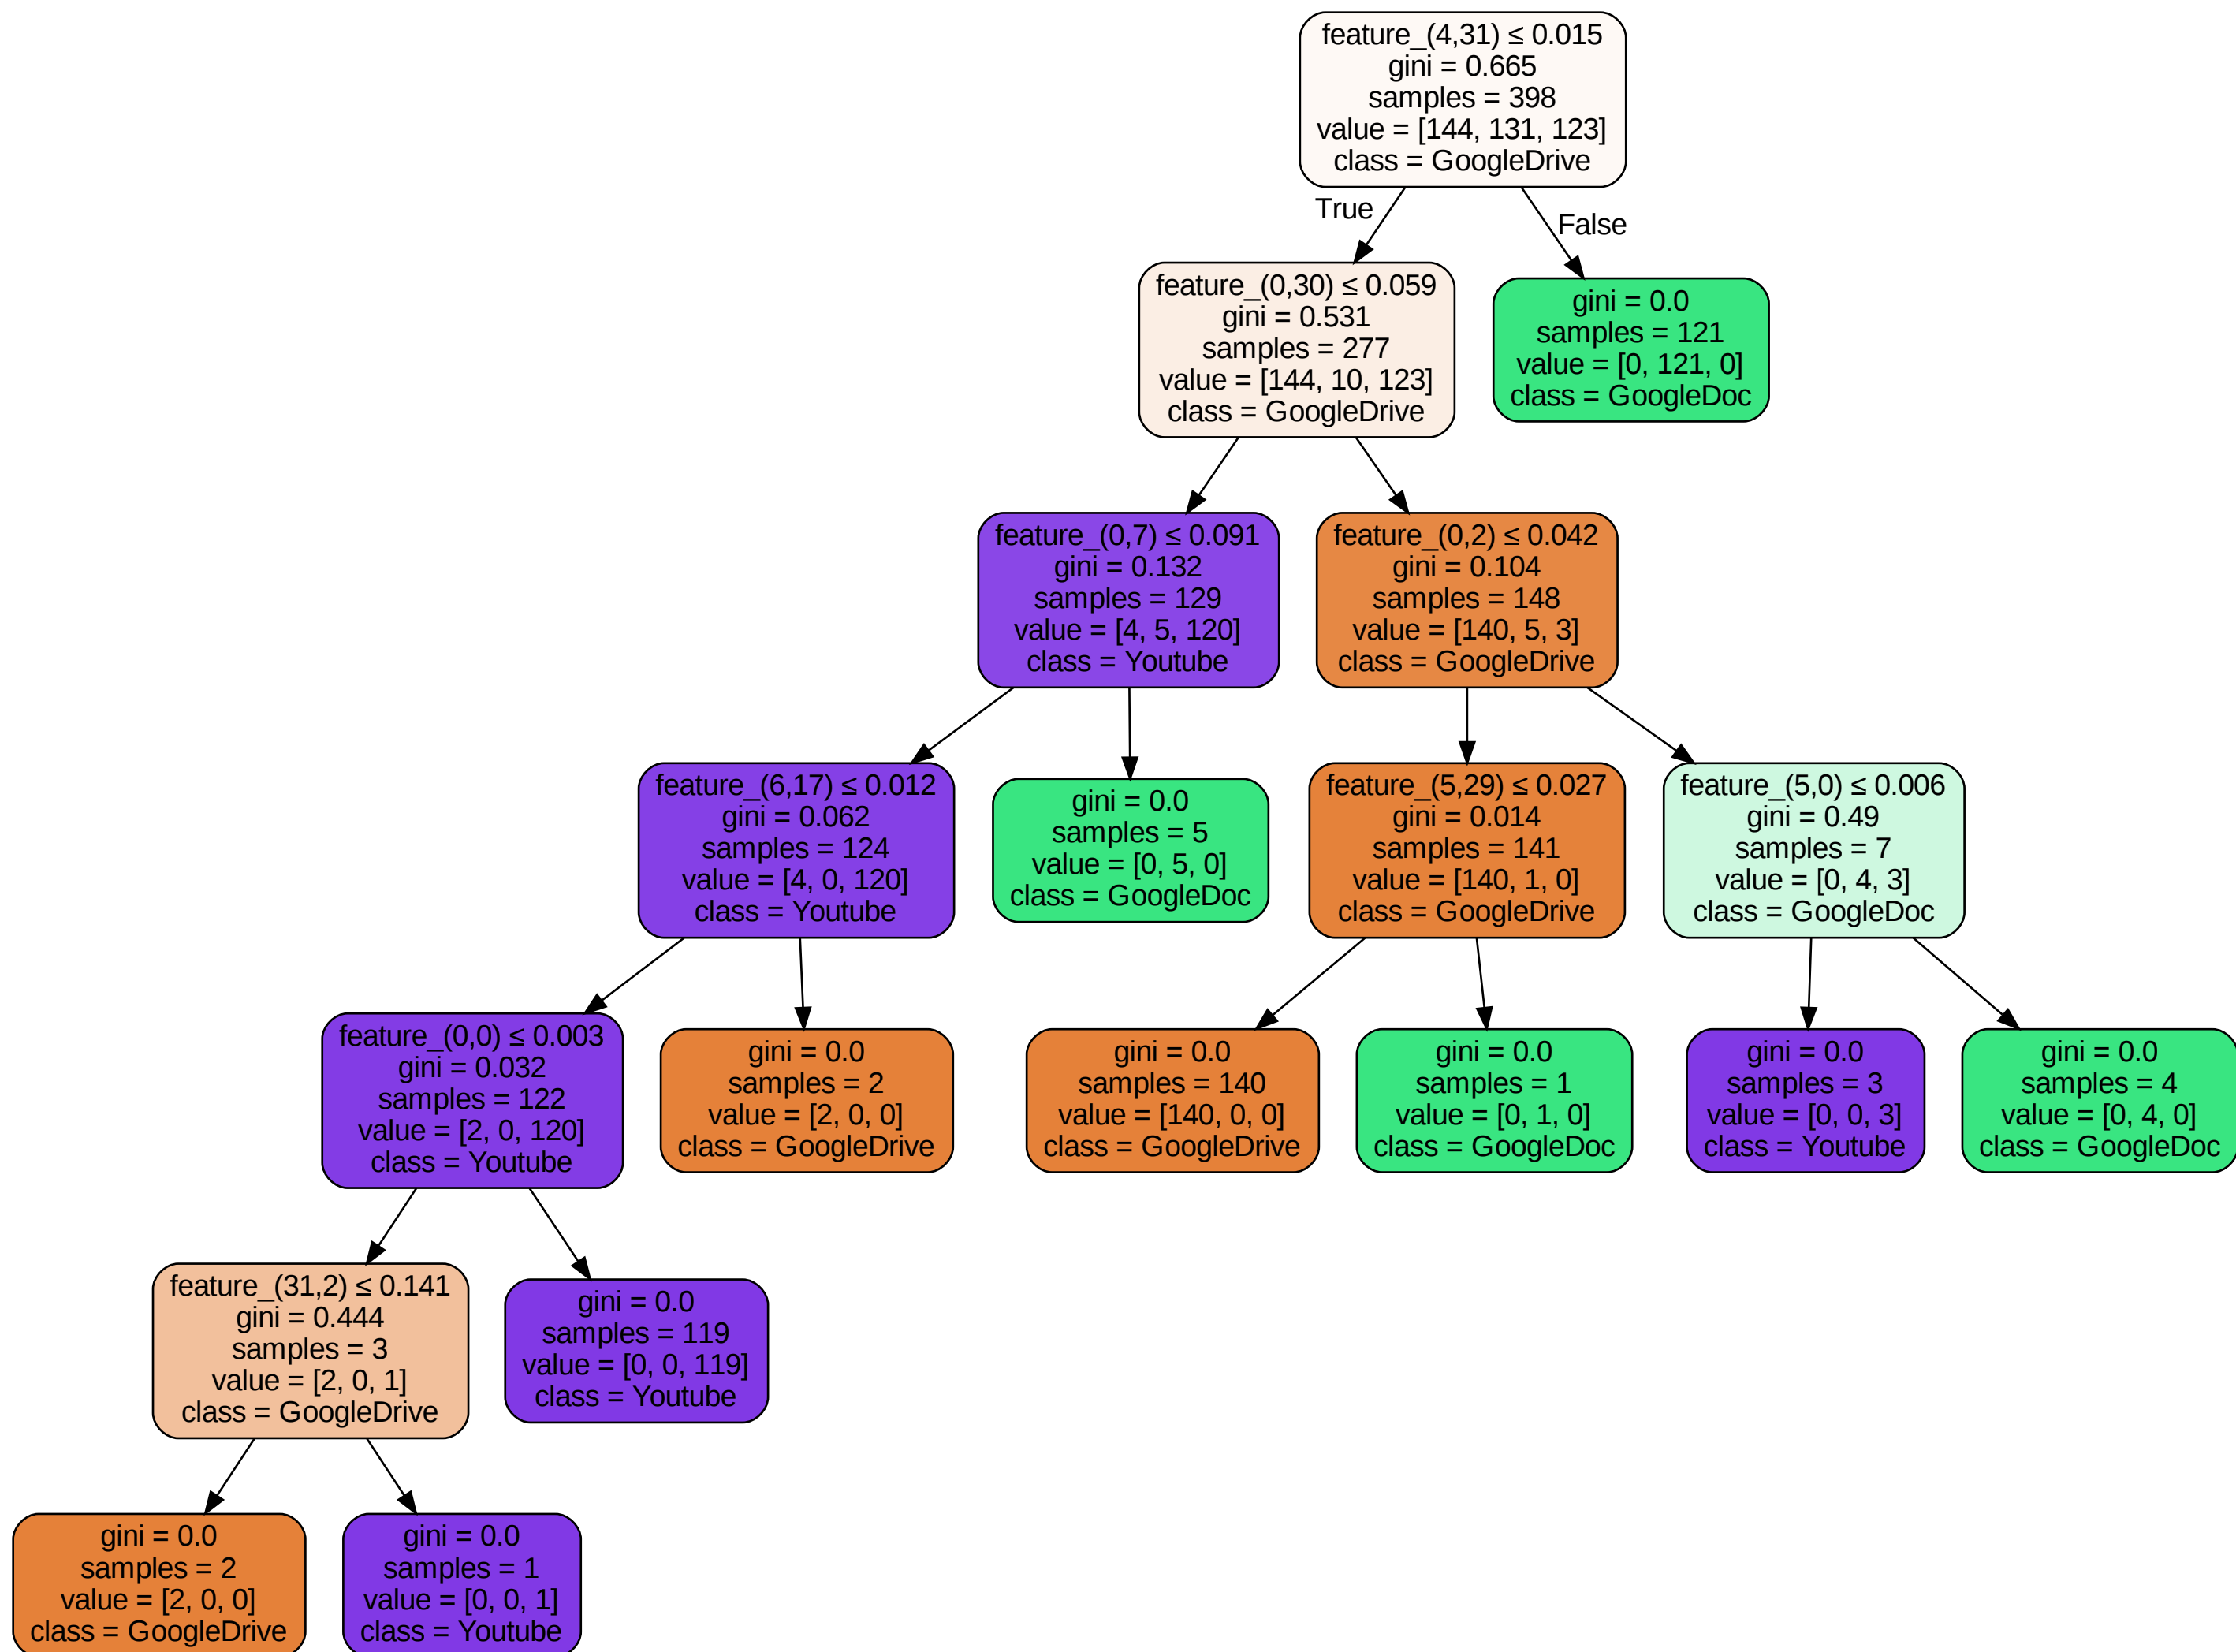 feature_(4,31) ≤ 0.015
gini = 0.665
samples = 398
value = [144, 131, 123]
class = GoogleDrive
True
False
feature_(0,30) ≤ 0.059
gini = 0.531
samples = 277
value = [144, 10, 123]
class = GoogleDrive
gini = 0.0
samples = 121
value = [0, 121, 0]
class = GoogleDoc
feature_(0,7) ≤ 0.091
gini = 0.132
samples = 129
value = [4, 5, 120]
class = Youtube
feature_(0,2) ≤ 0.042
gini = 0.104
samples = 148
value = [140, 5, 3]
class = GoogleDrive
feature_(6,17) ≤ 0.012
gini = 0.062
samples = 124
value = [4, 0, 120]
class = Youtube
gini = 0.0
samples = 5
value = [0, 5, 0]
class = GoogleDoc
feature_(5,29) ≤ 0.027
gini = 0.014
samples = 141
value = [140, 1, 0]
class = GoogleDrive
feature_(5,0) ≤ 0.006
gini = 0.49
samples = 7
value = [0, 4, 3]
class = GoogleDoc
feature_(0,0) ≤ 0.003
gini = 0.032
samples = 122
value = [2, 0, 120]
class = Youtube
gini = 0.0
samples = 2
value = [2, 0, 0]
class = GoogleDrive
gini = 0.0
samples = 140
value = [140, 0, 0]
class = GoogleDrive
gini = 0.0
samples = 1
value = [0, 1, 0]
class = GoogleDoc
gini = 0.0
samples = 3
value = [0, 0, 3]
class = Youtube
gini = 0.0
samples = 4
value = [0, 4, 0]
class = GoogleDoc
feature_(31,2) ≤ 0.141
gini = 0.444
samples = 3
value = [2, 0, 1]
class = GoogleDrive
gini = 0.0
samples = 119
value = [0, 0, 119]
class = Youtube
gini = 0.0
samples = 2
value = [2, 0, 0]
class = GoogleDrive
gini = 0.0
samples = 1
value = [0, 0, 1]
class = Youtube